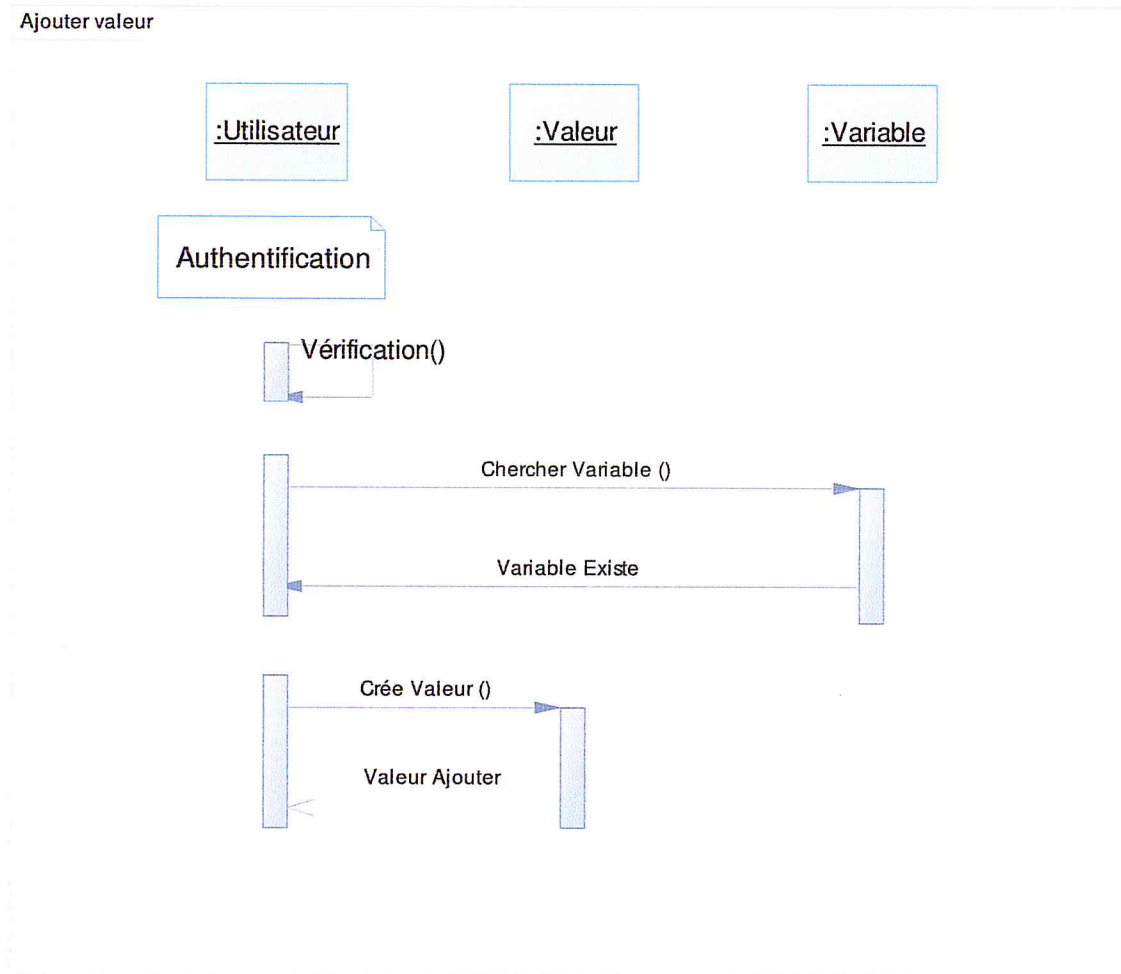 Ajouter valeur
:Utilisateur
:Valeur
:Variable
Authentification
Vérification()
Chercher Variable ()
Variable Existe
Crée Valeur ()
Valeur Ajouter